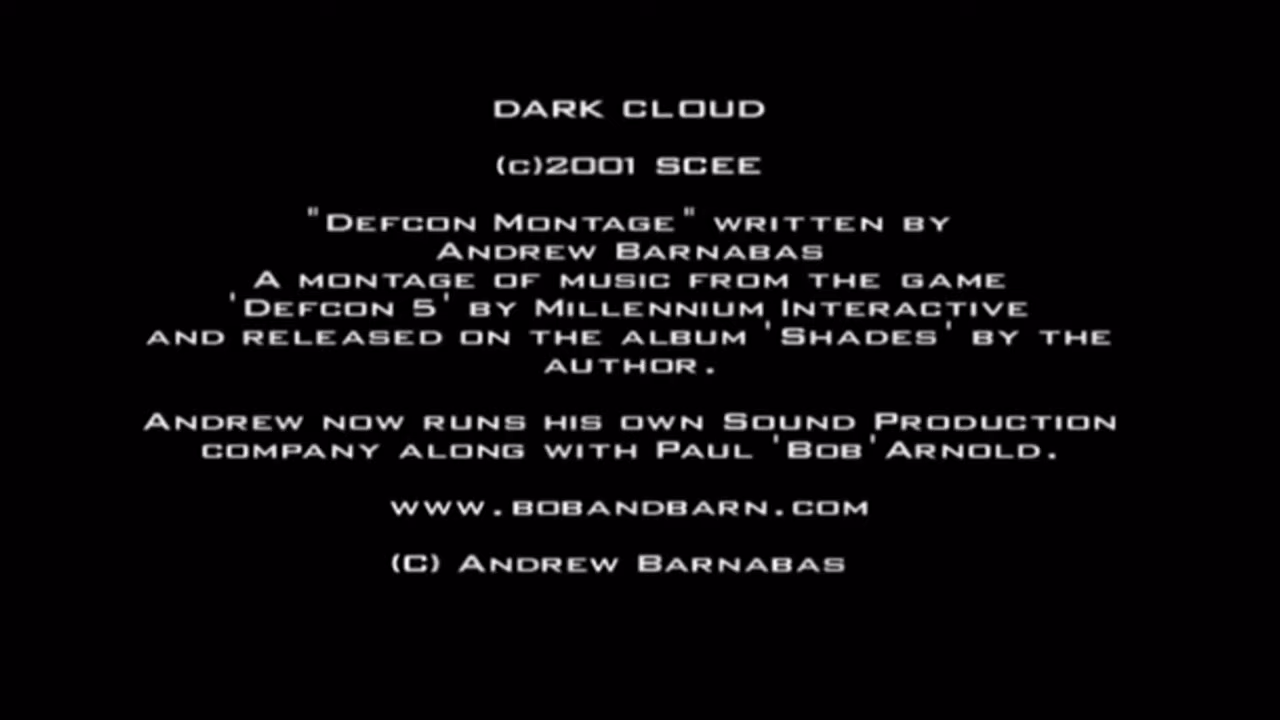 DARK CLOUD
(c)2001 SCEE
"Defcon Montage" written by
Andrew Barnabas
A montage of music from the game
'Defcon 5' by Millennium Interactive
and released on the album 'Shades' by the
author.
Andrew now runs his own Sound Production
company along with Paul 'Bob'Arnold.
www.bobandbarn.com
(C) Andrew Barnabas